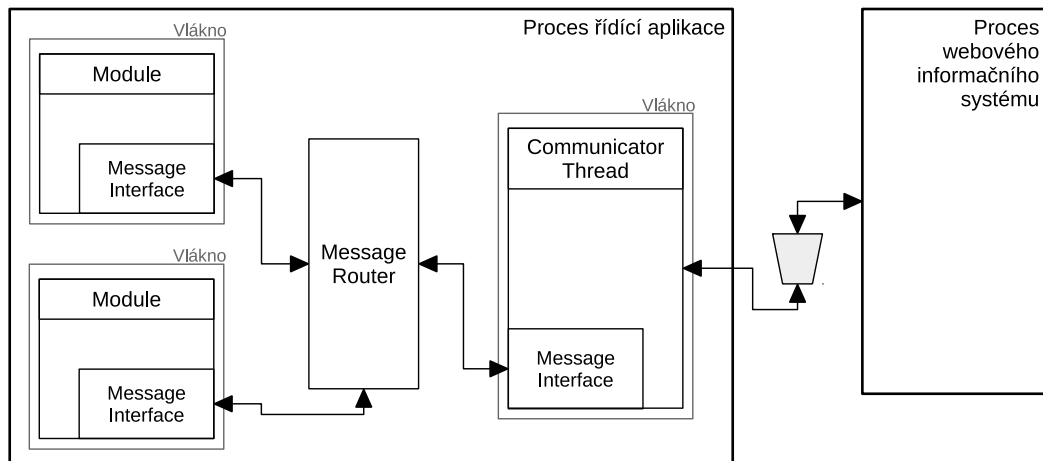 Proces řídící aplikace
Vlákno
Module
Message
Interface
Vlákno
Module
Message
Interface
Message
Router
Vlákno
Communicator
Thread
Message
Interface
Proces
webového
informačního
systému